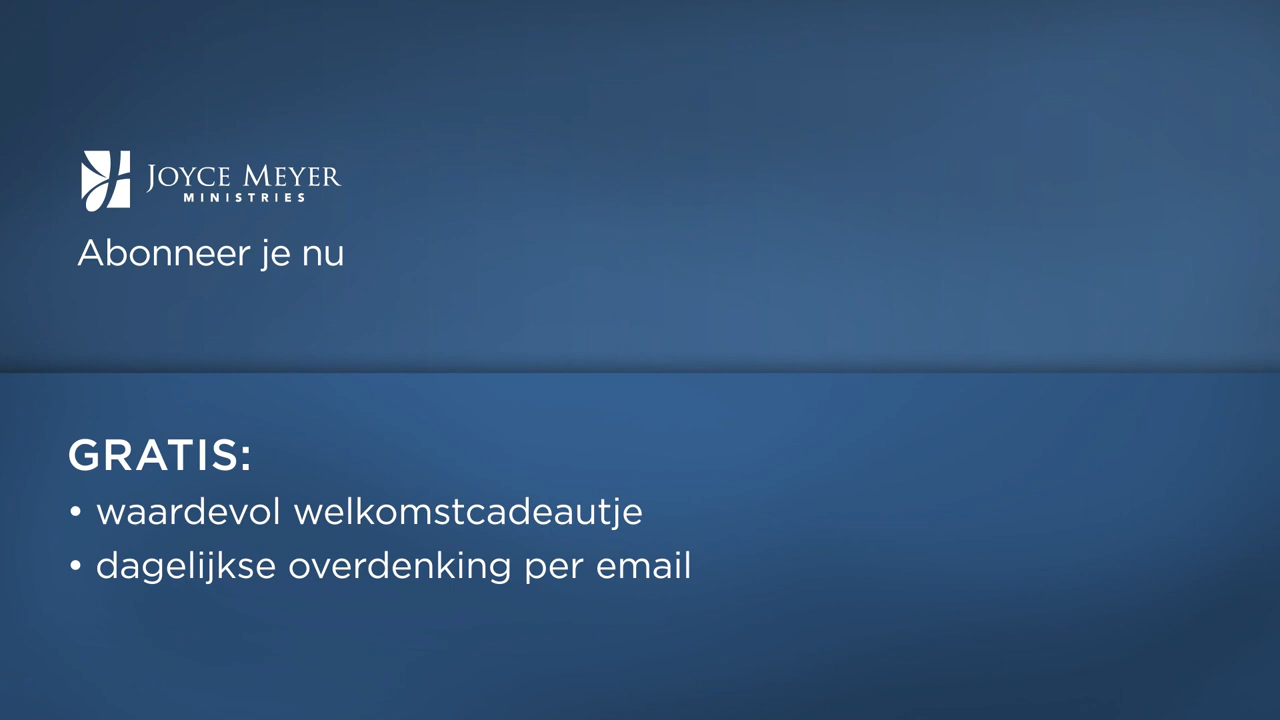 JOYCE MEYER
MINISTRIES
Abonneer je nu
GRATIS:
• waardevol welkomstcadeautje
• dagelijkse overdenking per email